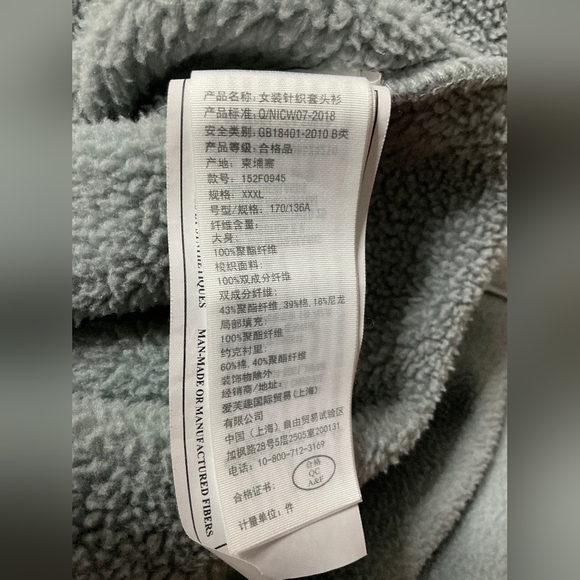 产品名称: 女装针织套头衫
产品标准: Q/NICW07-2018
安全类别: GB18401-2010 B类
产品等级: 合格品
产地: 柬埔寨
款号: 152F0945
规格: XXXL
号型/规格: 170/136A
纤维含量:
大身:
100%聚酯纤维
梭织面料:
100%双成分纤维
双成分纤维:
43%聚酯纤维, 39%棉, 18%尼龙
局部填充:
100%聚酯纤维
约克衬里:
60%棉, 40%聚酯纤维
装饰物除外
经销商/地址:
爱芙趣国际贸易(上海)
有限公司
中国(上海)自由贸易试验区
加枫路28号5层2505室200131
电话: 10-800-712-3169
合格证书:
合格
QC
A&F
计量单位: 件
MAN-MADE OR MANUFACTURED FIBERS